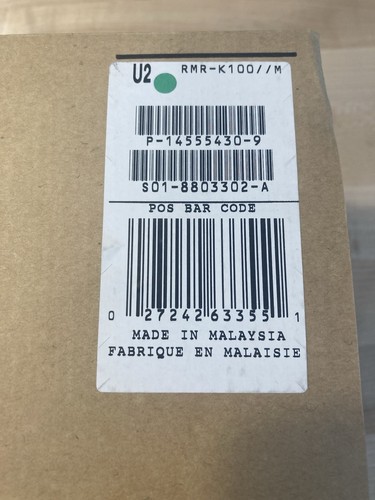 U2 RMR-K100//M
P-14555430-9
S01-8803302-A
POS BAR CODE
0 27242 63355 1
MADE IN MALAYSIA
FABRIQUE EN MALAISIE